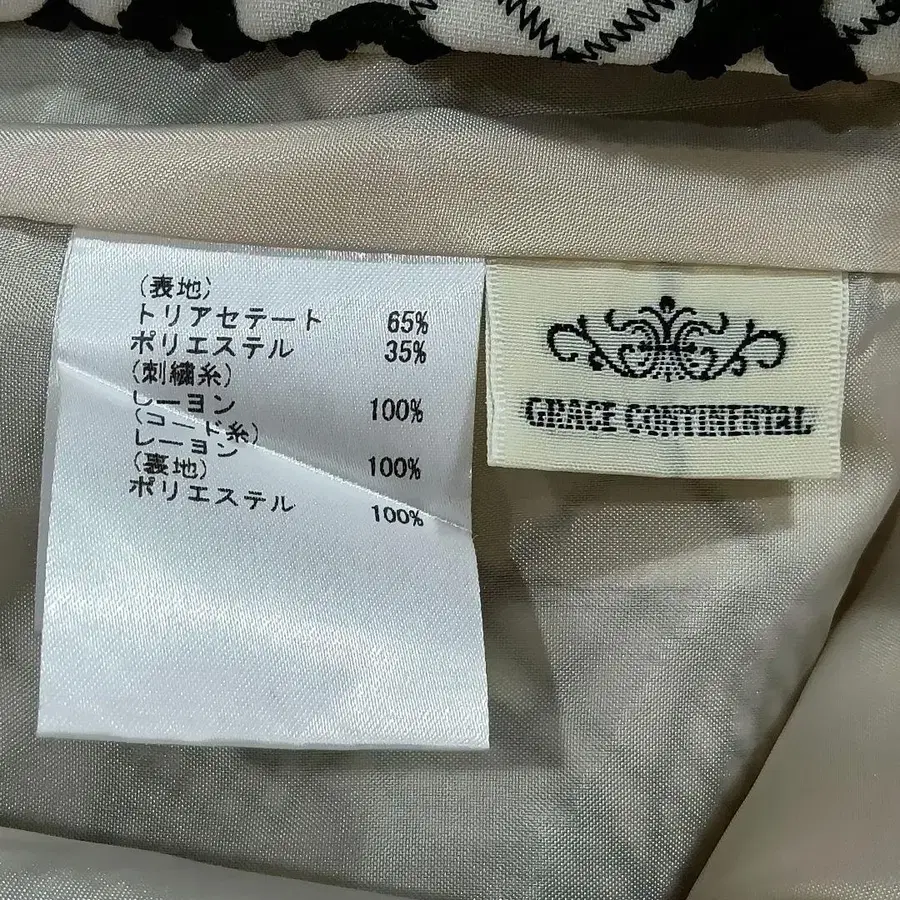 (表地)
トリアセテート 65%
ポリエステル 35%
(刺繍糸)
レーヨン 100%
(コード糸)
レーヨン 100%
(裏地)
ポリエステル 100%
GRACE CONTINENTAL